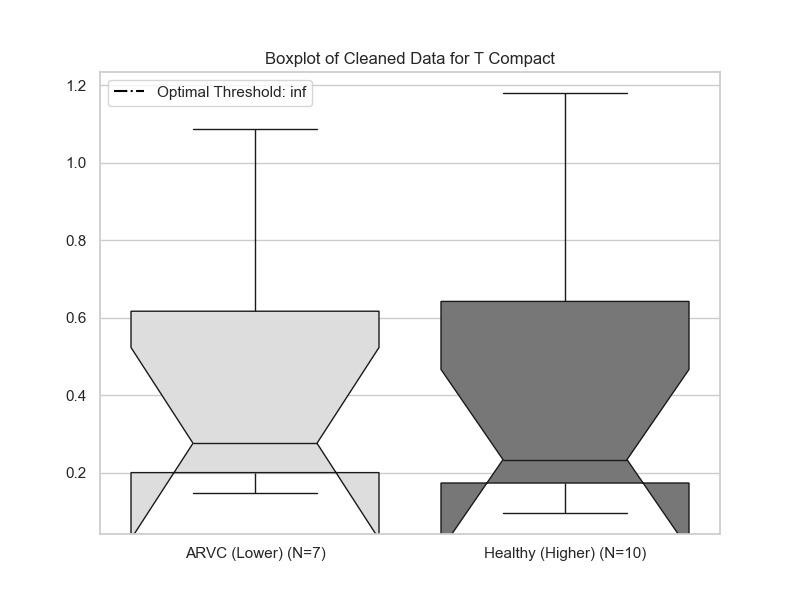 Boxplot of Cleaned Data for T Compact
Optimal Threshold: inf
1.2
1.0
0.8
0.6
0.4
0.2
ARVC (Lower) (N=7)
Healthy (Higher) (N=10)